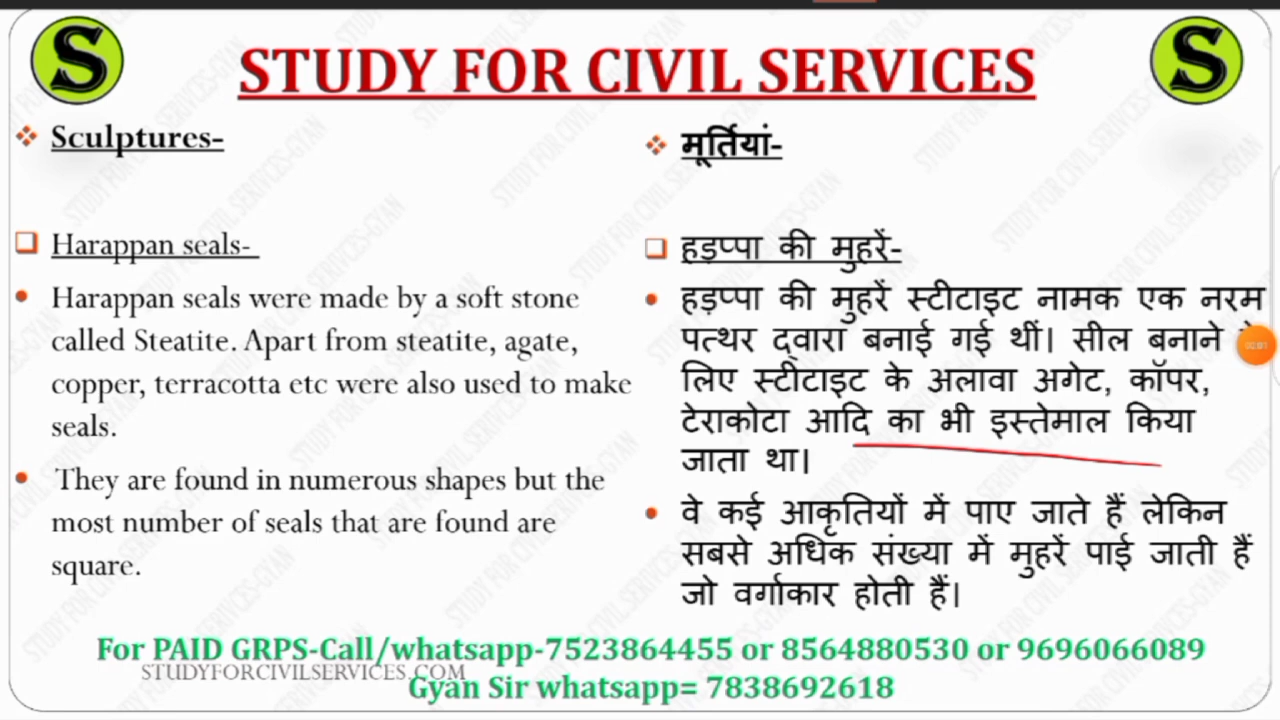 S
STUDY FOR CIVIL SERVICES
S
Sculptures-
Harappan seals-
Harappan seals were made by a soft stone
called Steatite. Apart from steatite, agate,
copper, terracotta etc were also used to make
seals.
They are found in numerous shapes but the
most number of seals that are found are
square.
मूर्तियां-
हड़प्पा की मुहरें-
हड़प्पा की मुहरें स्टीटाइट नामक एक नरम
पत्थर द्वारा बनाई गई थीं। सील बनाने
लिए स्टीटाइट के अलावा अगेट, कॉपर,
टेराकोटा आदि का भी इस्तेमाल किया
जाता था।
वे कई आकृतियों में पाए जाते हैं लेकिन
सबसे अधिक संख्या में मुहरें पाई जाती हैं
जो वर्गाकार होती हैं।
For PAID GRPS-Call/whatsapp-7523864455 or 8564880530 or 9696066089
STUDYFORCIVILSERVICES.COM
Gyan Sir whatsapp= 7838692618